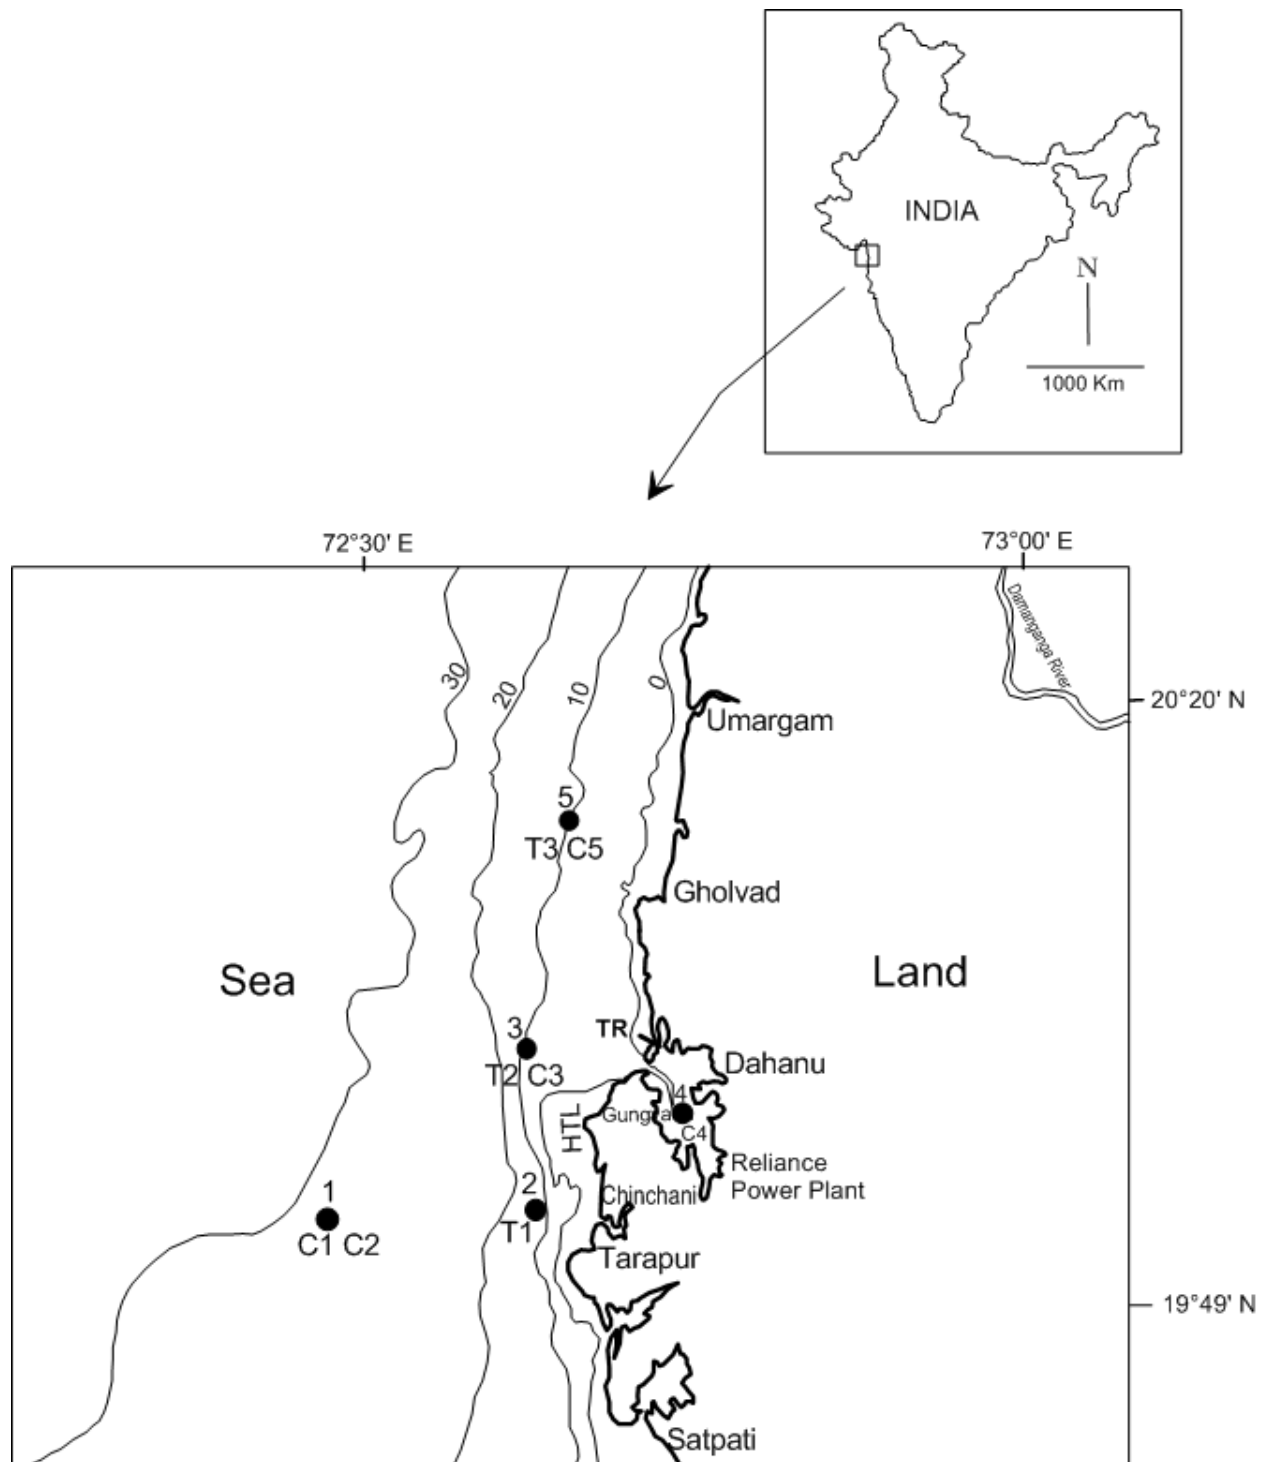 INDIA
N
1000 Km
72°30' E
73°00' E
Damanganga River
30
20
10
0
20°20' N
Umargam
5
T3 C5
Gholvad
Sea
Land
3
TR
T2 C3
Dahanu
4
HTL
Gungra
C4
Reliance
Power Plant
1
2
Chinchani
C1 C2
T1
Tarapur
19°49' N
Satpati